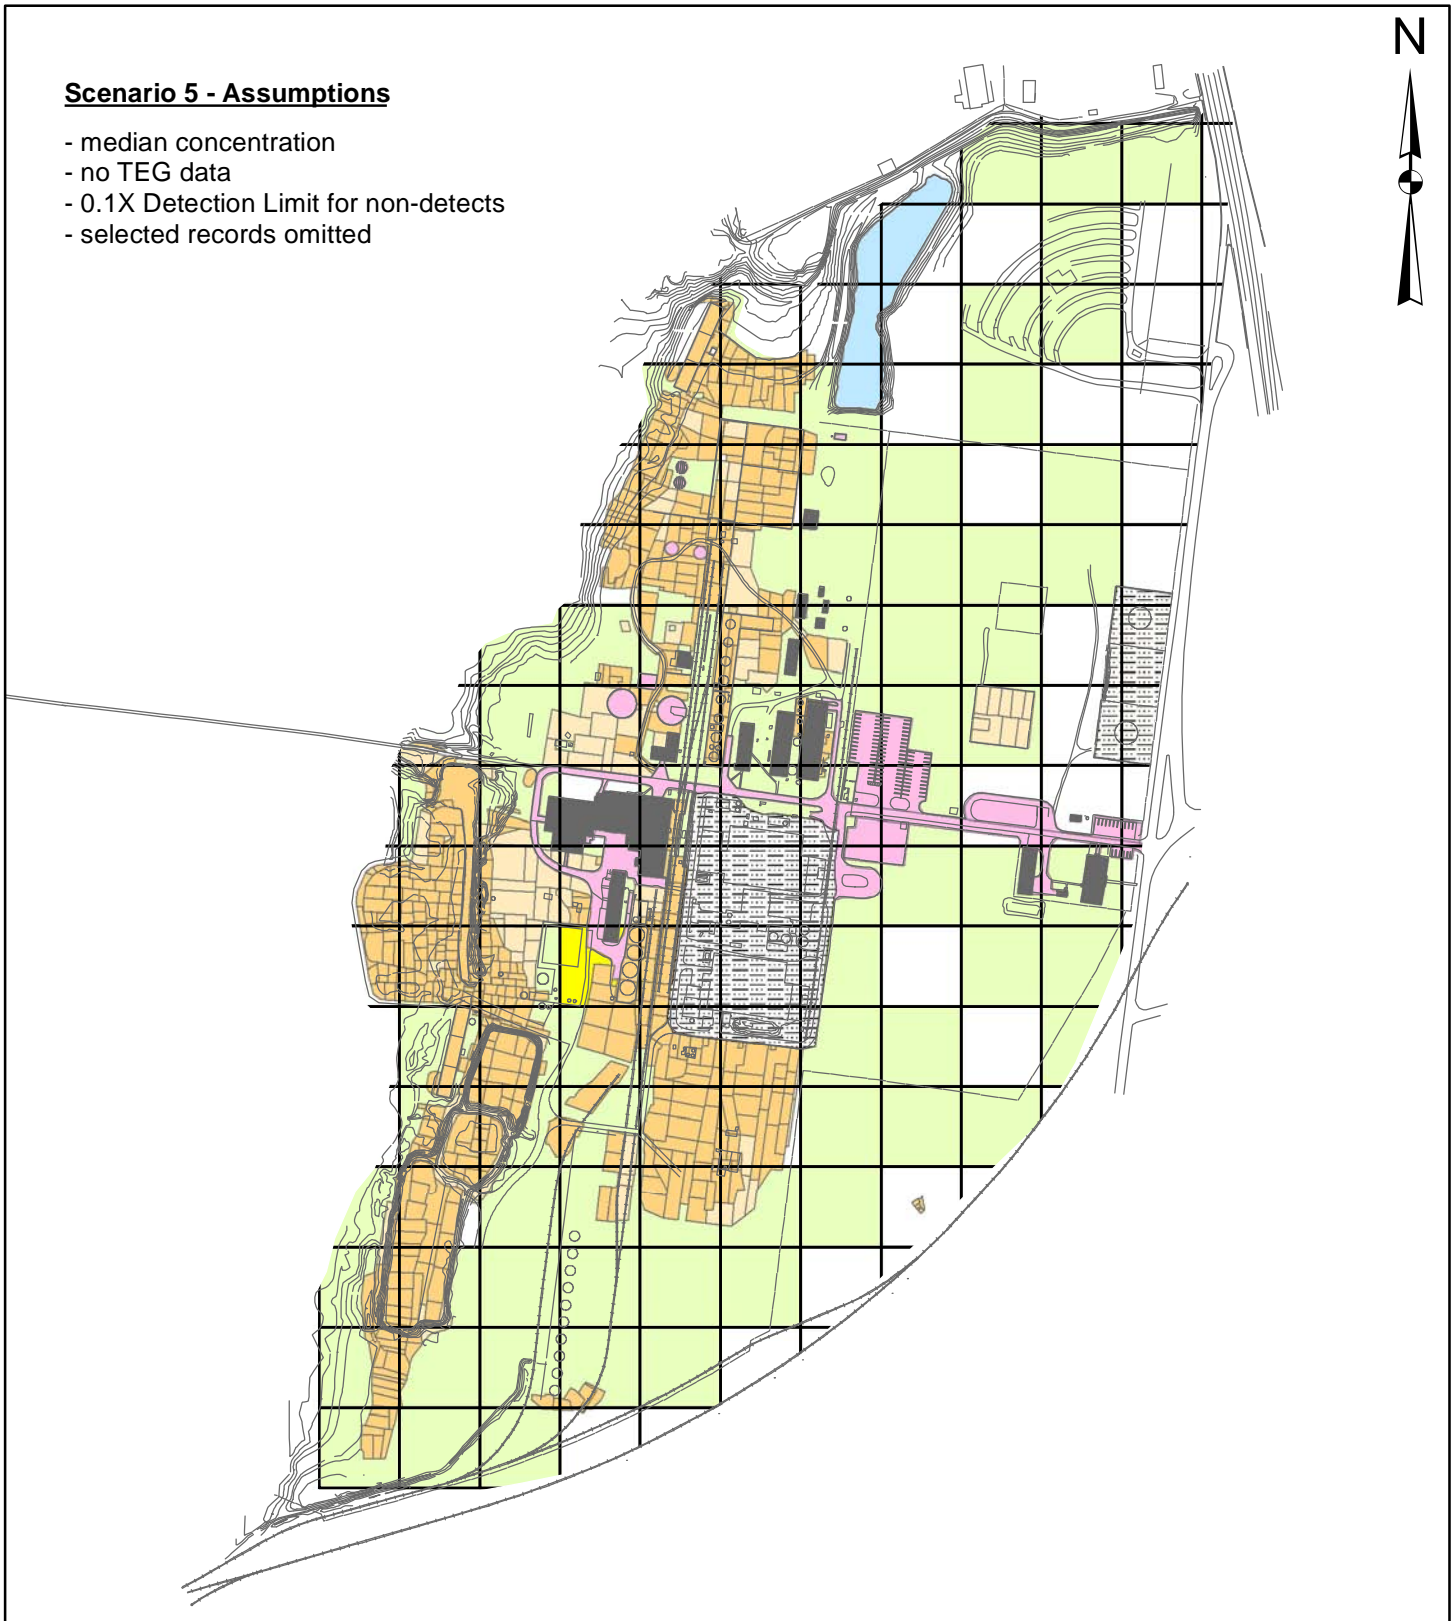 N
Scenario 5 - Assumptions
- median concentration
- no TEG data
- 0.1X Detection Limit for non-detects
- selected records omitted